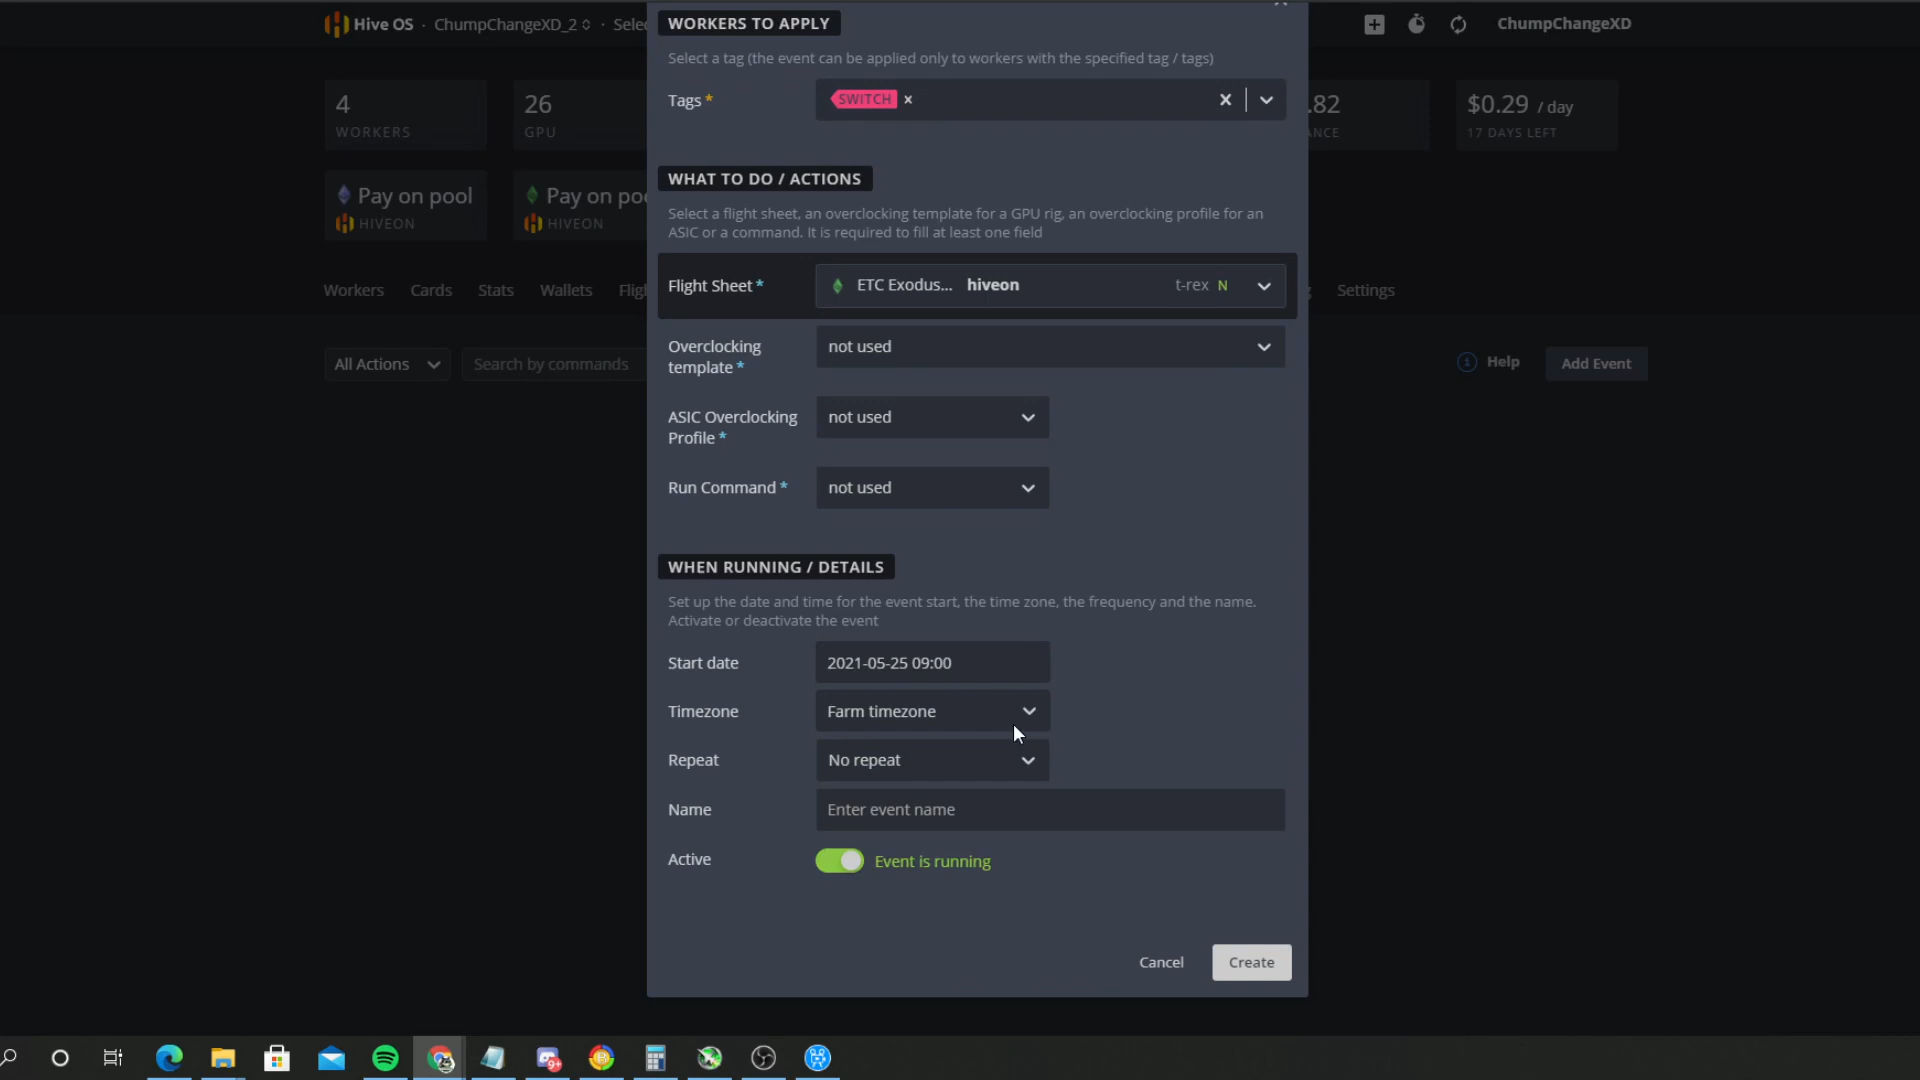 Hive OS · ChumpChangeXD_2 · Selec
ChumpChangeXD
WORKERS TO APPLY
Select a tag (the event can be applied only to workers with the specified tag / tags)
Tags *
SWITCH
4
WORKERS
26
GPU
.82
ANCE
$0.29 / day
17 DAYS LEFT
Pay on pool
HIVEON
Pay on poo
HIVEON
WHAT TO DO / ACTIONS
Select a flight sheet, an overclocking template for a GPU rig, an overclocking profile for an
ASIC or a command. It is required to fill at least one field
Workers Cards Stats Wallets Fligh
g Settings
Flight Sheet *
ETC Exodus... hiveon t-rex N
Overclocking
template *
not used
All Actions
Search by commands
Help
Add Event
ASIC Overclocking
Profile *
not used
Run Command *
not used
WHEN RUNNING / DETAILS
Set up the date and time for the event start, the time zone, the frequency and the name.
Activate or deactivate the event
Start date 2021-05-25 09:00
Timezone Farm timezone
Repeat No repeat
Name Enter event name
Active Event is running
Cancel Create
9+